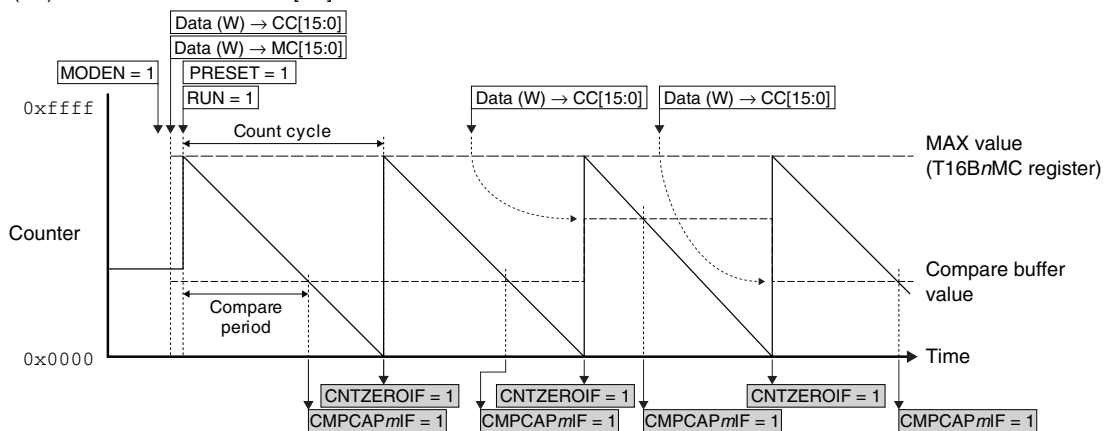 Data (W) → CC[15:0]
Data (W) → MC[15:0]
MODEN = 1
PRESET = 1
RUN = 1
Data (W) → CC[15:0]
Data (W) → CC[15:0]
0xffff
Count cycle
MAX value
(T16BnMC register)
Counter
Compare buffer
value
Compare
period
0x0000
Time
CNTZEROIF = 1
CNTZEROIF = 1
CNTZEROIF = 1
CMPCAPmIF = 1
CMPCAPmIF = 1
CMPCAPmIF = 1
CMPCAPmIF = 1